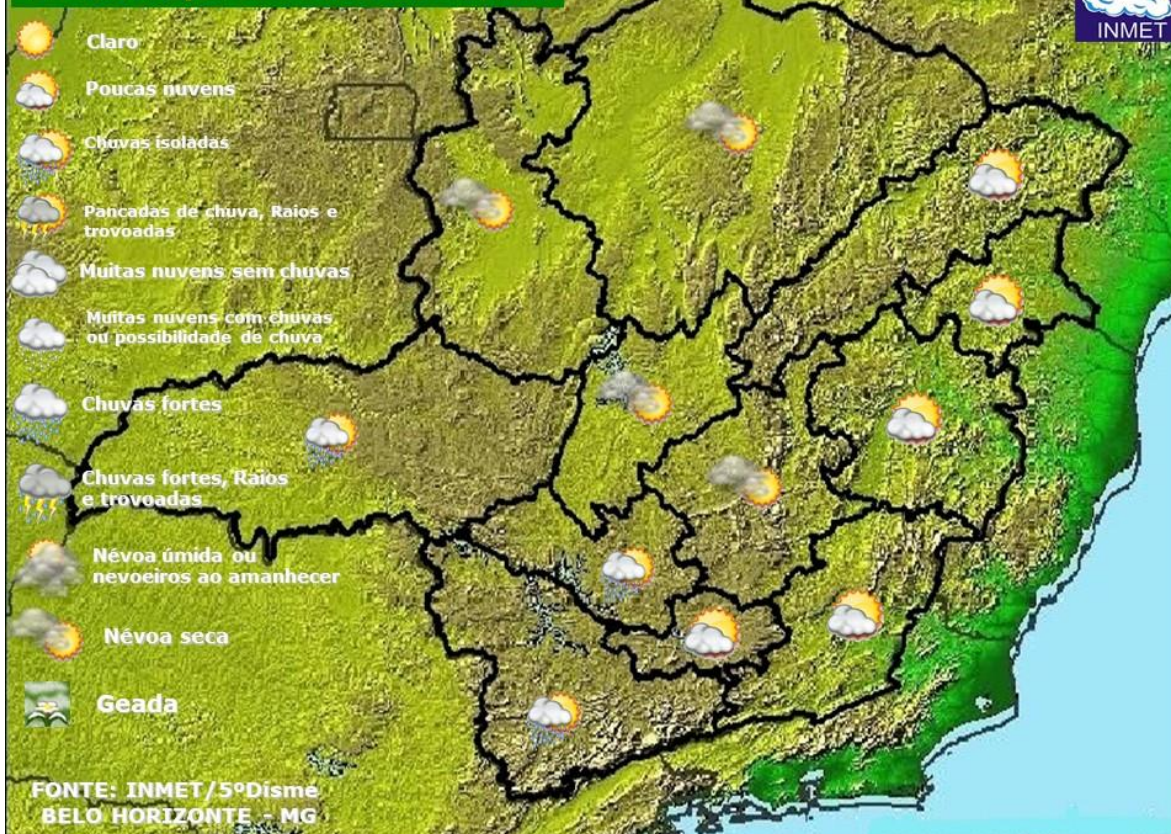 INMET
Claro
Poucas nuvens
Chuvas isoladas
Pancadas de chuva, Raios e
trovoadas
Muitas nuvens sem chuvas
Muitas nuvens com chuvas
ou possibilidade de chuva
Chuvas fortes
Chuvas fortes, Raios
e trovoadas
Névoa úmida ou
nevoeiros ao amanhecer
Névoa seca
Geada
FONTE: INMET/5ºDisme
BELO HORIZONTE - MG